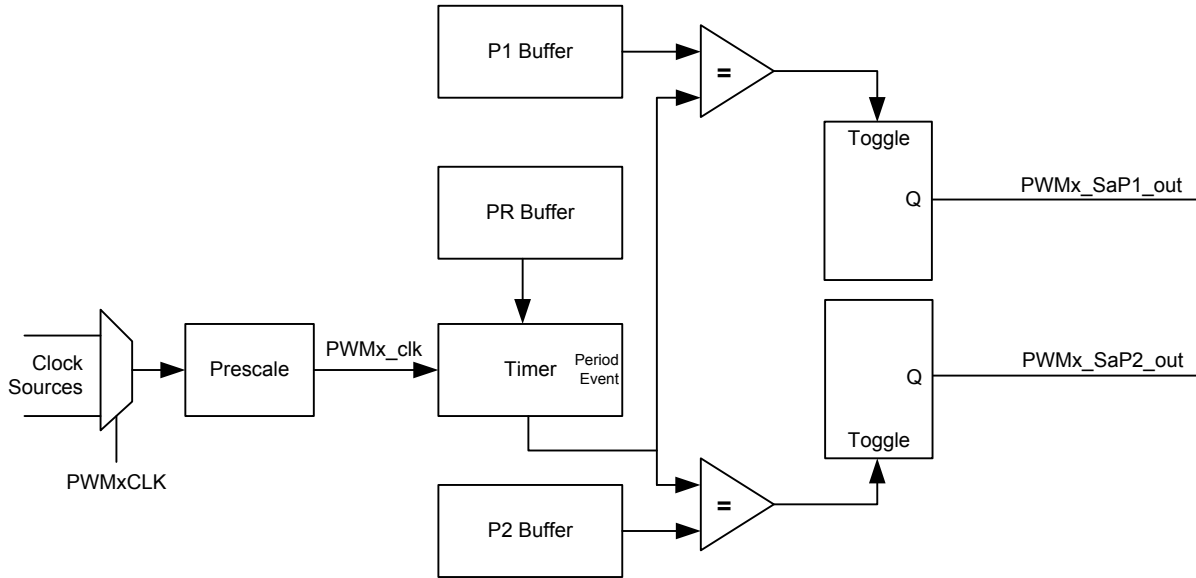 P1 Buffer
=
Toggle
Q
PWMx_SaP1_out
PR Buffer
Clock
Sources
PWMxCLK
Prescale
PWMx_clk
Timer
Period
Event
Q
Toggle
PWMx_SaP2_out
P2 Buffer
=